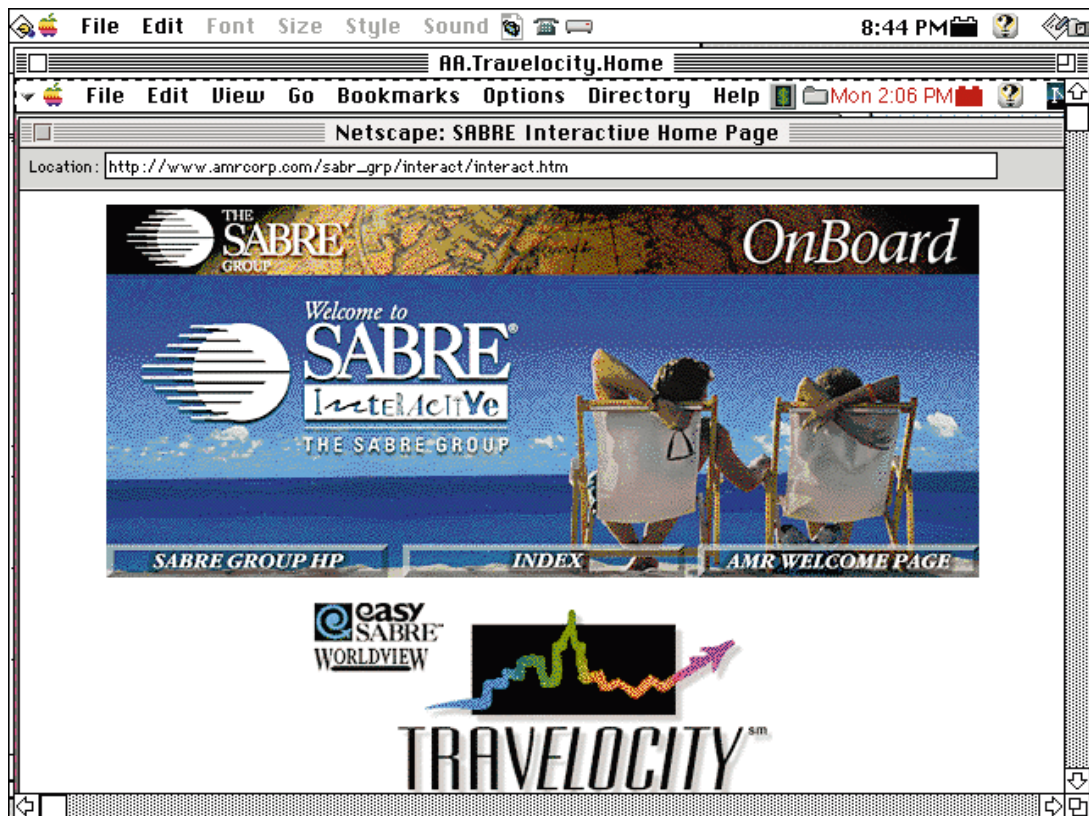 File Edit Font Size Style Sound 8:44 PM
AA.Travelocity.Home
File Edit View Go Bookmarks Options Directory Help Mon 2:06 PM
Netscape: SABRE Interactive Home Page
Location: http://www.amrcorp.com/sabr_grp/interact/interact.htm
THE
SABRE
GROUP
OnBoard
Welcome to
SABRE®
InteRActIVe
THE SABRE GROUP
SABRE GROUP HP INDEX AMR WELCOME PAGE
easy
SABRE™
WORLDVIEW
TRAVELOCITY sm